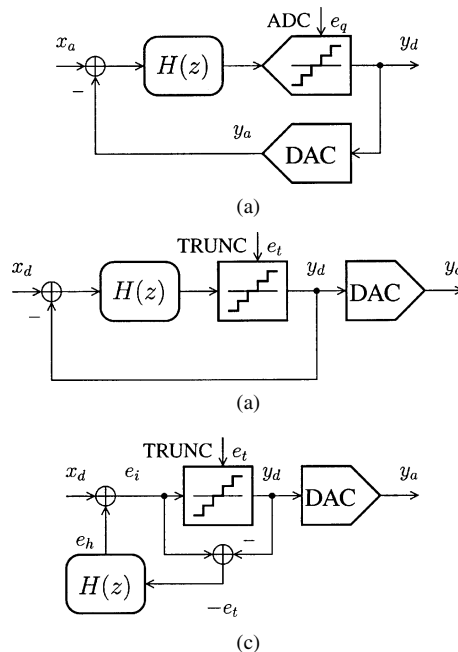 ADC e_q
x_a H(z) y_d
−
y_a DAC
(a)
TRUNC e_t
x_d H(z) y_d DAC y_a
−
(a)
TRUNC e_t
x_d e_i y_d DAC y_a
−
e_h
H(z) −e_t
(c)